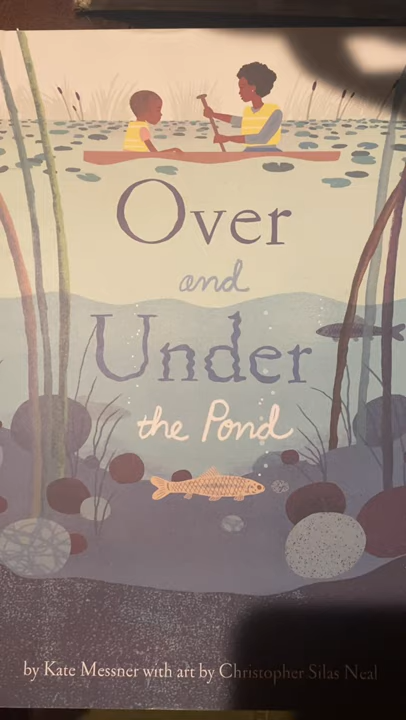 Over
and
Under
the Pond
by Kate Messner with art by Christopher Silas Neal